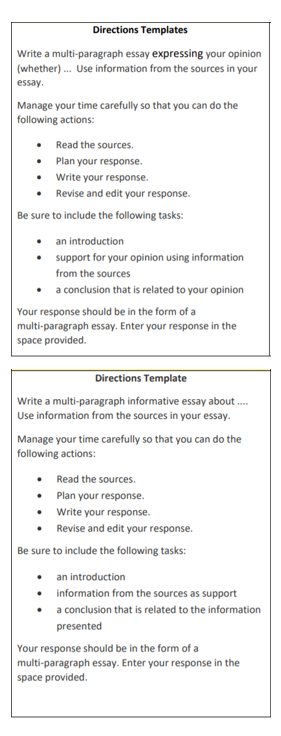 Directions Templates
Write a multi-paragraph essay expressing your opinion
(whether) ... Use information from the sources in your
essay.
Manage your time carefully so that you can do the
following actions:
• Read the sources.
• Plan your response.
• Write your response.
• Revise and edit your response.
Be sure to include the following tasks:
• an introduction
• support for your opinion using information
from the sources
• a conclusion that is related to your opinion
Your response should be in the form of a
multi-paragraph essay. Enter your response in the
space provided.
Directions Template
Write a multi-paragraph informative essay about ....
Use information from the sources in your essay.
Manage your time carefully so that you can do the
following actions:
• Read the sources.
• Plan your response.
• Write your response.
• Revise and edit your response.
Be sure to include the following tasks:
• an introduction
• information from the sources as support
• a conclusion that is related to the information
presented
Your response should be in the form of a
multi-paragraph essay. Enter your response in the
space provided.